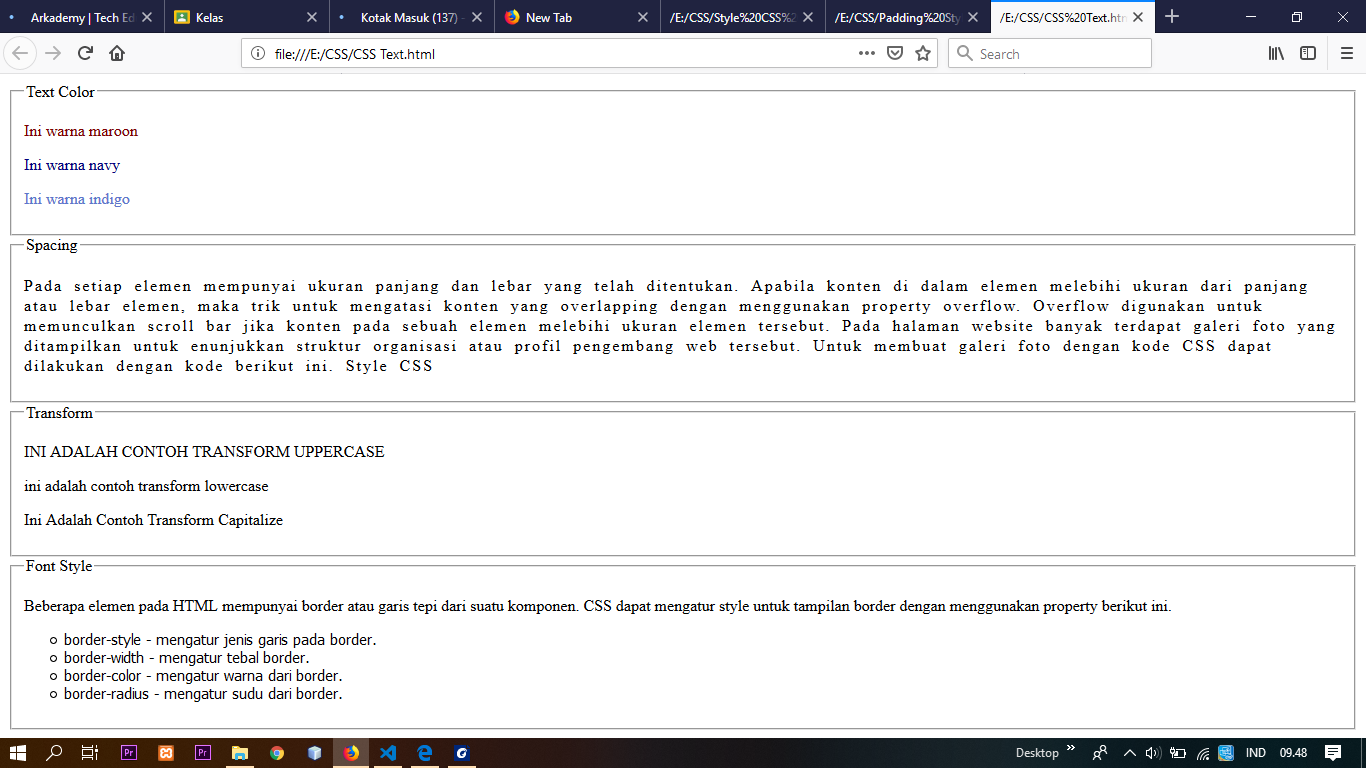 Arkademy | Tech Ed
Kelas
Kotak Masuk (137) -
New Tab
/E:/CSS/Style%20CSS%2
/E:/CSS/Padding%20Sty
/E:/CSS/CSS%20Text.htm
file:///E:/CSS/CSS Text.html
Search
Text Color
Ini warna maroon
Ini warna navy
Ini warna indigo
Spacing
Pada setiap elemen mempunyai ukuran panjang dan lebar yang telah ditentukan. Apabila konten di dalam elemen melebihi ukuran dari panjang
atau lebar elemen, maka trik untuk mengatasi konten yang overlapping dengan menggunakan property overflow. Overflow digunakan untuk
memunculkan scroll bar jika konten pada sebuah elemen melebihi ukuran elemen tersebut. Pada halaman website banyak terdapat galeri foto yang
ditampilkan untuk enunjukkan struktur organisasi atau profil pengembang web tersebut. Untuk membuat galeri foto dengan kode CSS dapat
dilakukan dengan kode berikut ini. Style CSS
Transform
INI ADALAH CONTOH TRANSFORM UPPERCASE
ini adalah contoh transform lowercase
Ini Adalah Contoh Transform Capitalize
Font Style
Beberapa elemen pada HTML mempunyai border atau garis tepi dari suatu komponen. CSS dapat mengatur style untuk tampilan border dengan menggunakan property berikut ini.
border-style - mengatur jenis garis pada border.
border-width - mengatur tebal border.
border-color - mengatur warna dari border.
border-radius - mengatur sudu dari border.
Pr
Pr
Desktop
IND
09.48